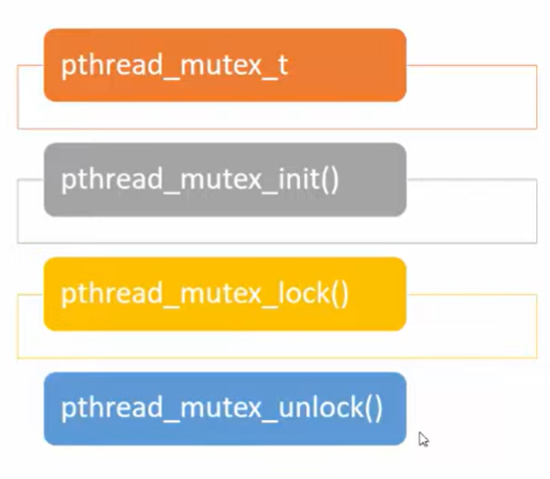 pthread_mutex_t
pthread_mutex_init()
pthread_mutex_lock()
pthread_mutex_unlock()